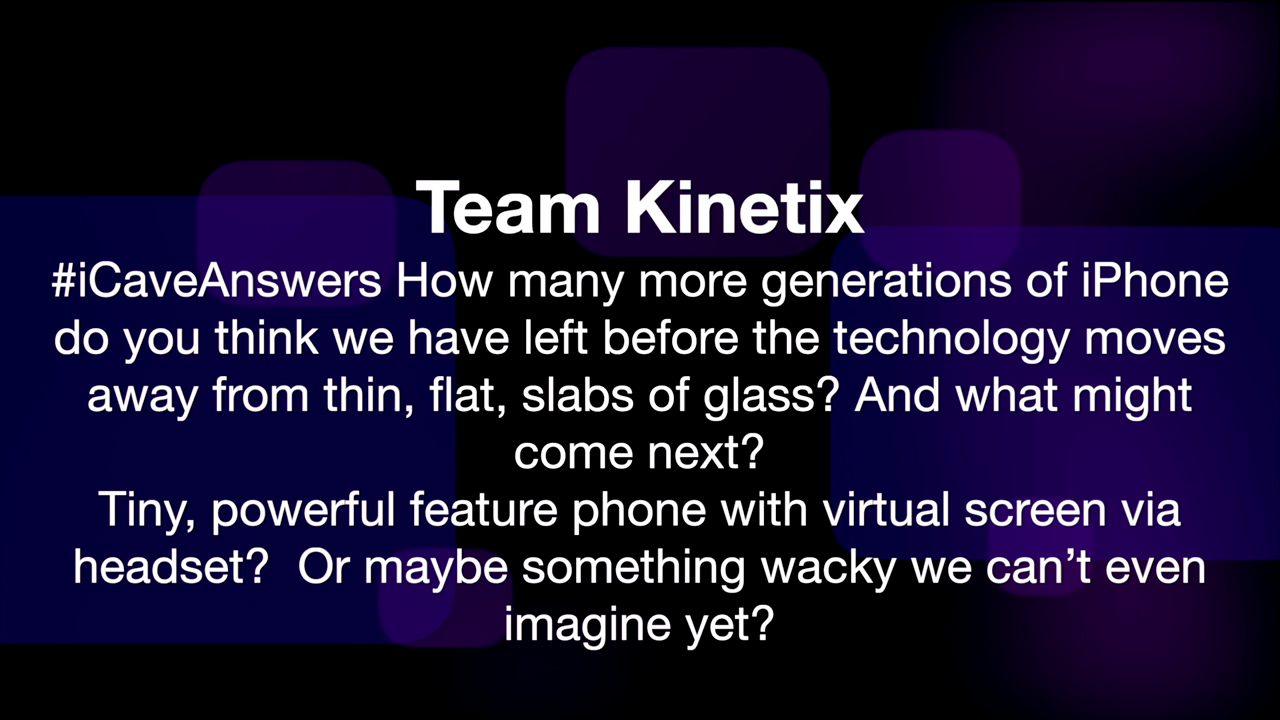 Team Kinetix
#iCaveAnswers How many more generations of iPhone
do you think we have left before the technology moves
away from thin, flat, slabs of glass? And what might
come next?
Tiny, powerful feature phone with virtual screen via
headset?  Or maybe something wacky we can’t even
imagine yet?